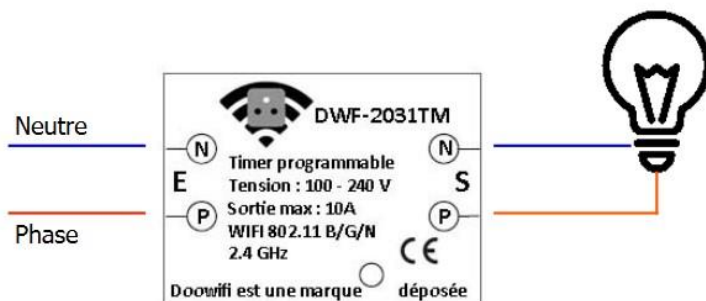 Neutre
Phase
DWF-2031TM
N
N
Timer programmable
E
Tension : 100 - 240 V
S
P
Sortie max : 10A
P
WIFI 802.11 B/G/N
2.4 GHz
CE
Doowifi est une marque déposée